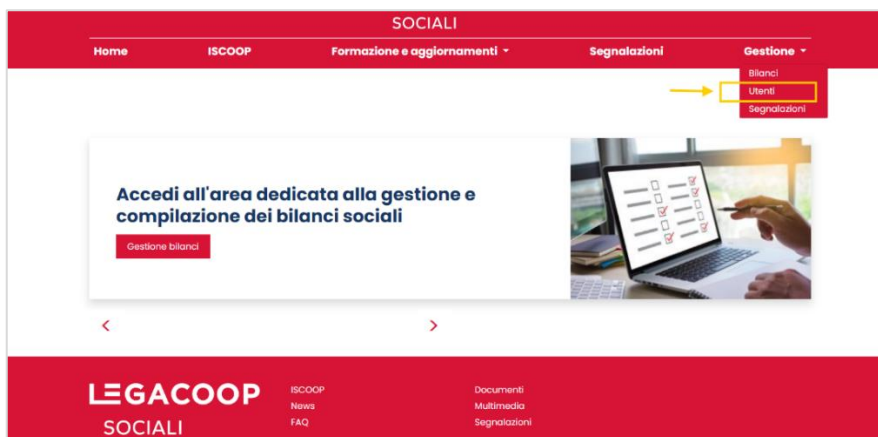 SOCIALI
Home ISCOOP Formazione e aggiornamenti Segnalazioni Gestione
Bilanci
Utenti
Segnalazioni
Accedi all'area dedicata alla gestione e
compilazione dei bilanci sociali
Gestione bilanci
LEGACOOP
SOCIALI
ISCOOP
News
FAQ
Documenti
Multimedia
Segnalazioni